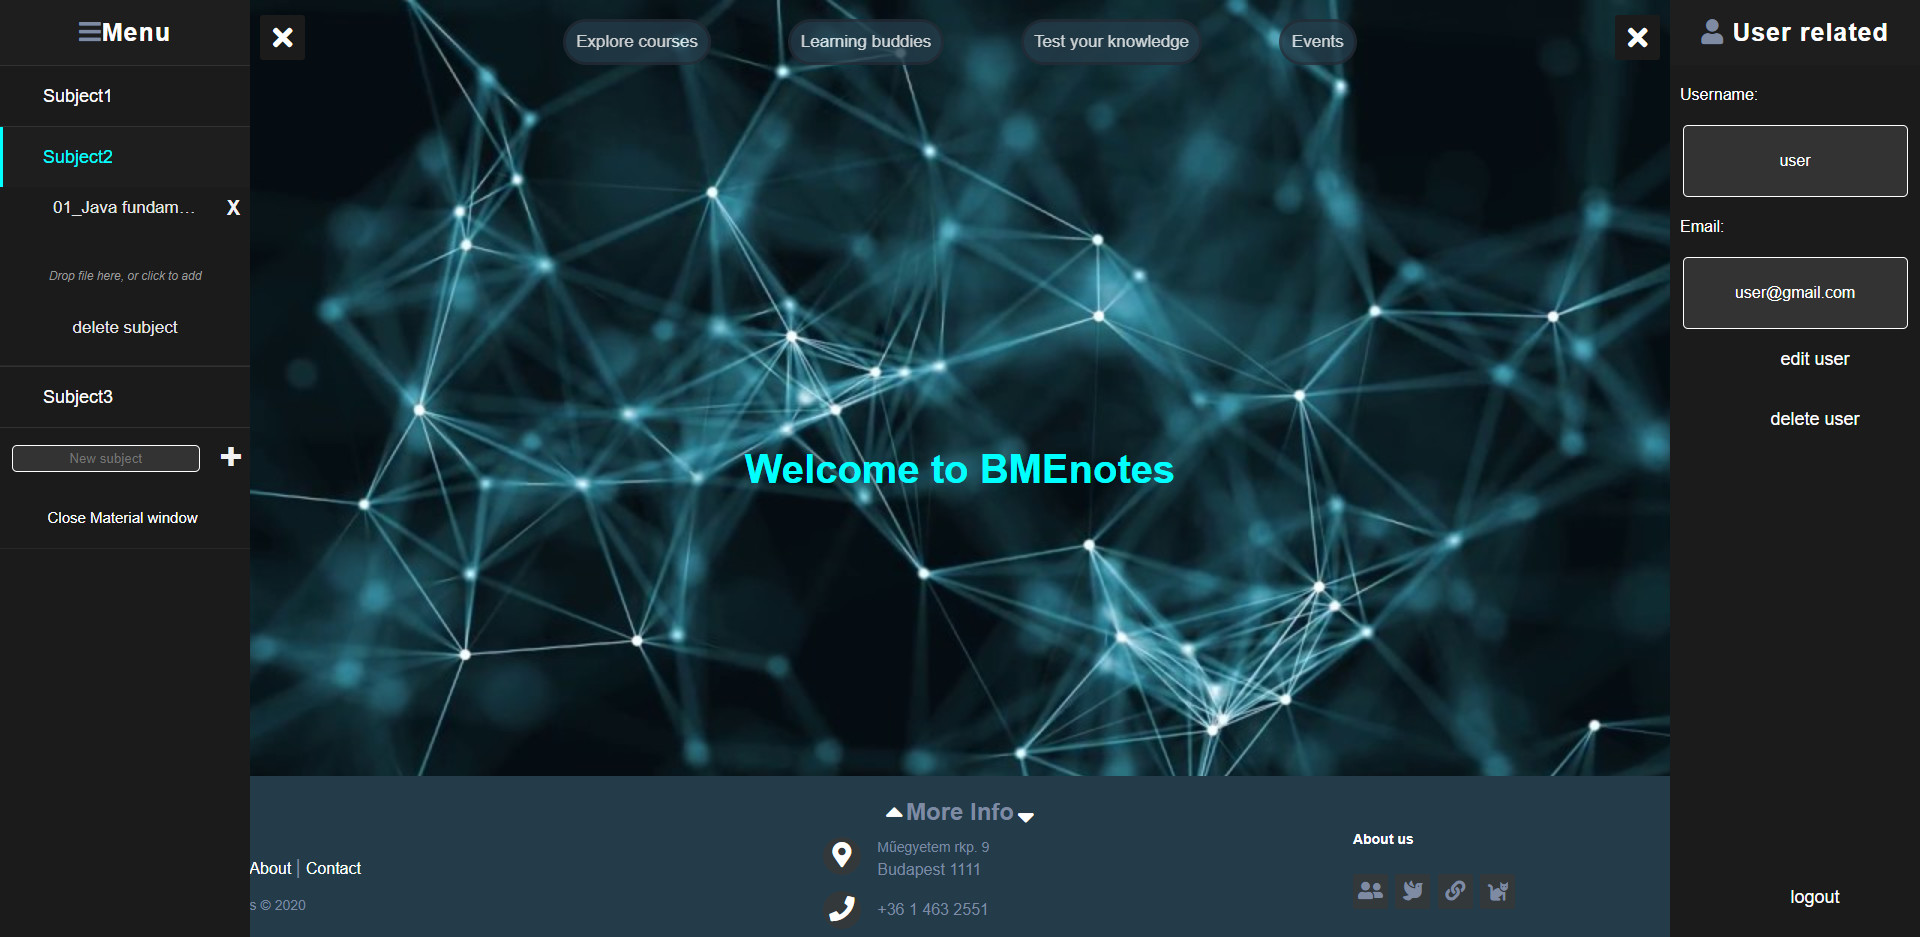 Menu
Subject1
Subject2
01_Java fundam...
X
Drop file here, or click to add
delete subject
Subject3
New subject
Close Material window
Explore courses
Learning buddies
Test your knowledge
Events
Welcome to BMEnotes
More Info
About | Contact
s © 2020
Műegyetem rkp. 9
Budapest 1111
+36 1 463 2551
About us
User related
Username:
user
Email:
user@gmail.com
edit user
delete user
logout